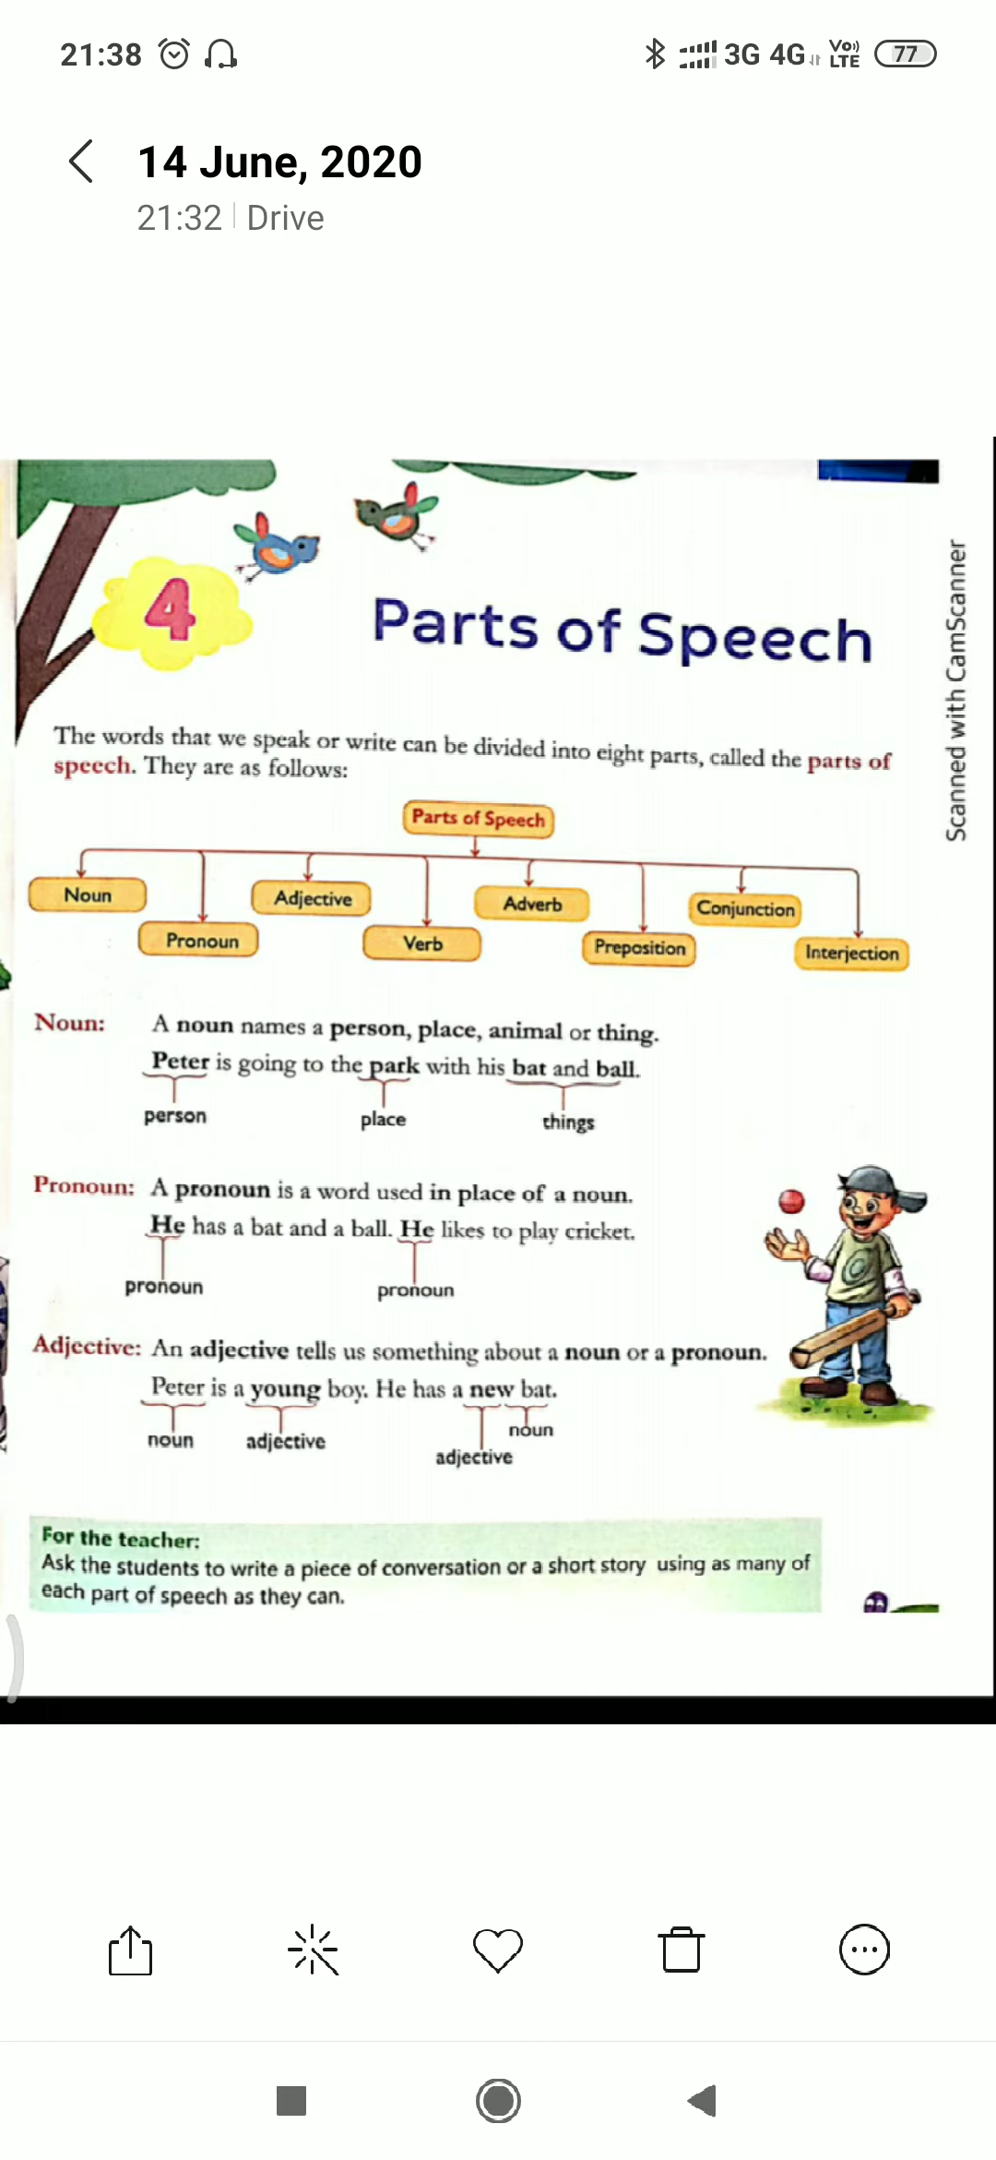 21:38 3G 4G Vo)) LTE 77
14 June, 2020
21:32 | Drive
4
Parts of Speech
Scanned with CamScanner
The words that we speak or write can be divided into eight parts, called the parts of
speech. They are as follows:
Parts of Speech
Noun Adjective Adverb Conjunction
Pronoun Verb Preposition Interjection
Noun: A noun names a person, place, animal or thing.
Peter is going to the park with his bat and ball.
person place things
Pronoun: A pronoun is a word used in place of a noun.
He has a bat and a ball. He likes to play cricket.
pronoun pronoun
Adjective: An adjective tells us something about a noun or a pronoun.
Peter is a young boy. He has a new bat.
noun adjective adjective noun
For the teacher:
Ask the students to write a piece of conversation or a short story using as many of
each part of speech as they can.